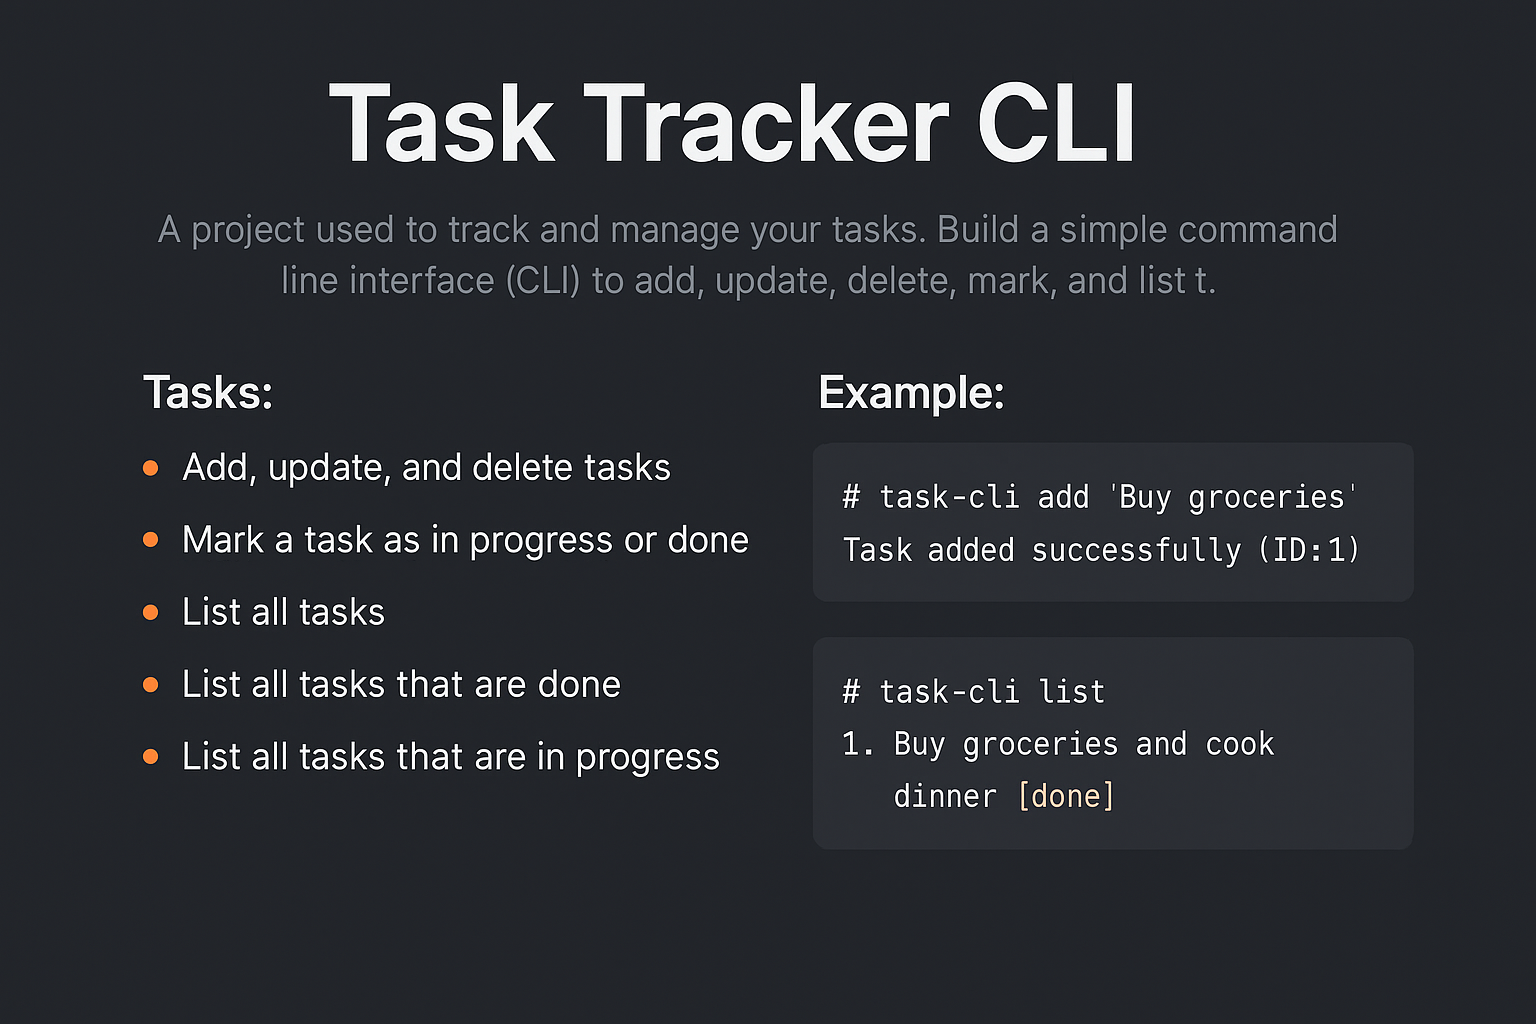 Task Tracker CLI
A project used to track and manage your tasks. Build a simple command
line interface (CLI) to add, update, delete, mark, and list t.
Tasks:
• Add, update, and delete tasks
• Mark a task as in progress or done
• List all tasks
• List all tasks that are done
• List all tasks that are in progress
Example:
# task-cli add 'Buy groceries'
Task added successfully (ID:1)
# task-cli list
1. Buy groceries and cook
dinner [done]